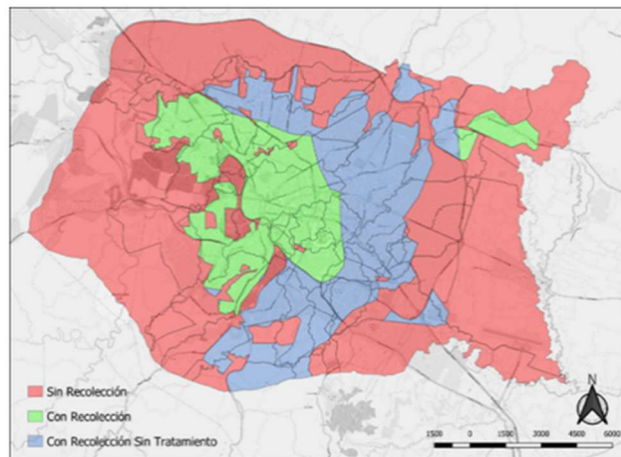 Sin Recolección
Con Recolección
Con Recolección Sin Tratamiento
N
1500 0 1500 3000 4500 6000